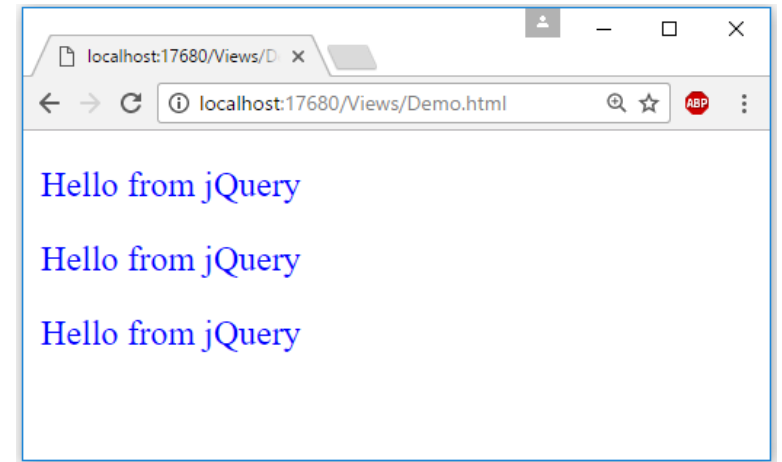 localhost:17680/Views/D
localhost:17680/Views/Demo.html
ABP
Hello from jQuery
Hello from jQuery
Hello from jQuery